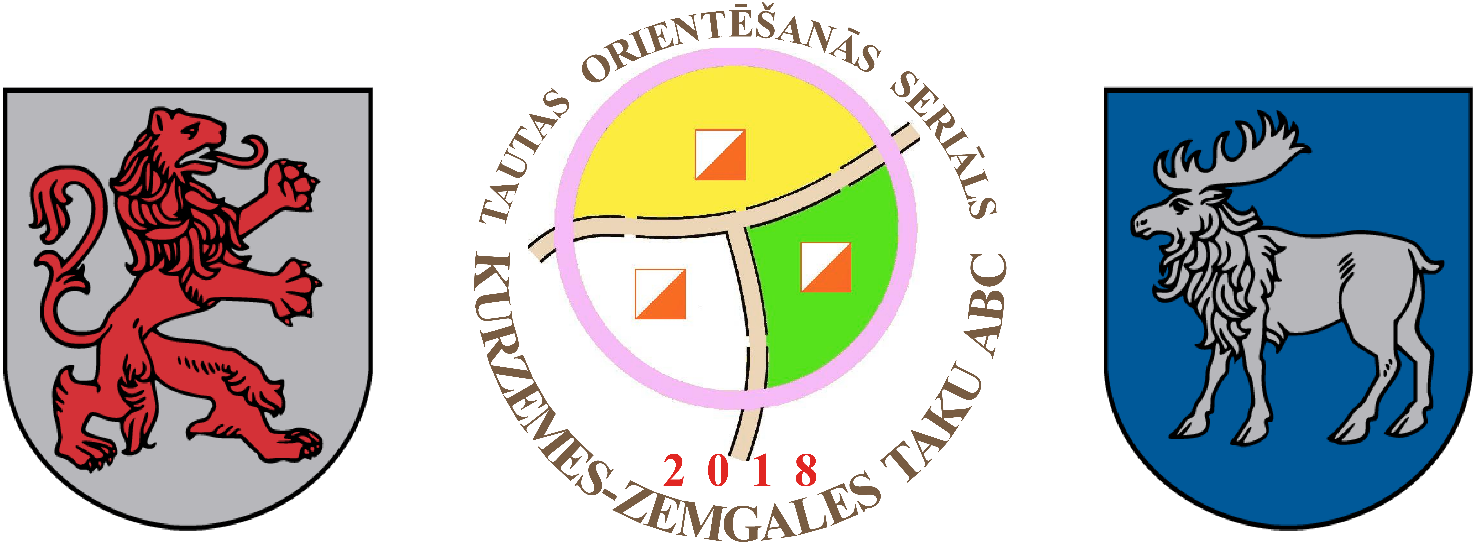 TAUTAS ORIENTĒŠANĀS SERIĀLS
KURZEMES-ZEMGALES TAKU ABC
2018